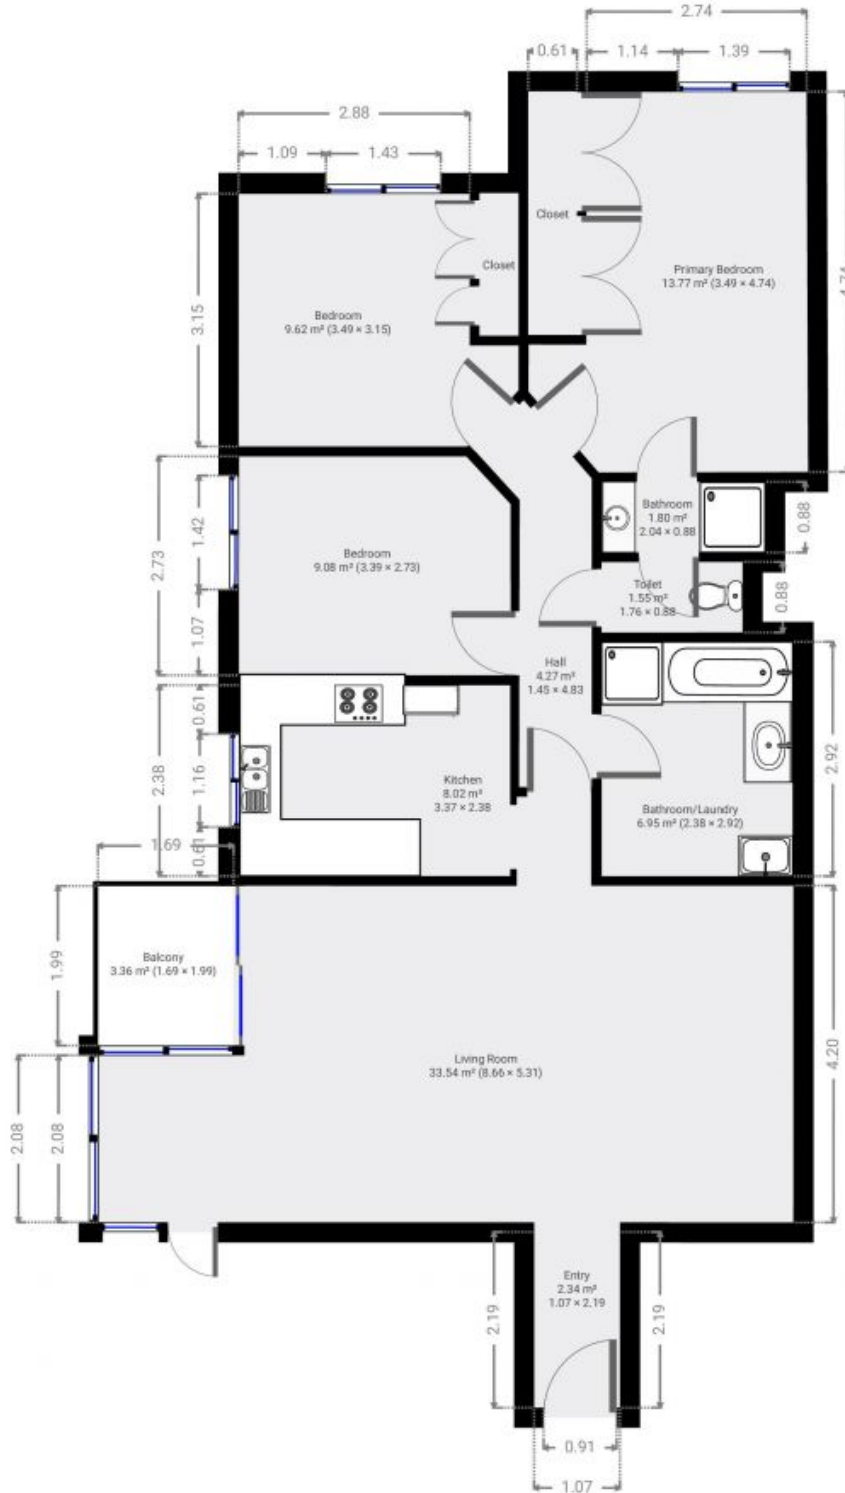 2.74
0.61
1.14
1.39
2.88
1.09
1.43
Closet
Closet
Primary Bedroom
13.77 m² (3.49 × 4.74)
4.74
Bedroom
9.62 m² (3.49 × 3.15)
3.15
2.73
1.42
1.07
Bedroom
9.08 m² (3.39 × 2.73)
Bathroom
1.80 m²
2.04 × 0.88
0.88
Toilet
1.55 m²
1.76 × 0.88
0.88
Hall
4.27 m²
1.45 × 4.83
2.38
0.61
1.16
0.61
Kitchen
8.02 m²
3.37 × 2.38
Bathroom/Laundry
6.95 m² (2.38 × 2.92)
2.92
1.69
1.99
Balcony
3.36 m² (1.69 × 1.99)
Living Room
33.54 m² (8.66 × 5.31)
4.20
2.08
2.08
Entry
2.34 m²
1.07 × 2.19
2.19
2.19
0.91
1.07